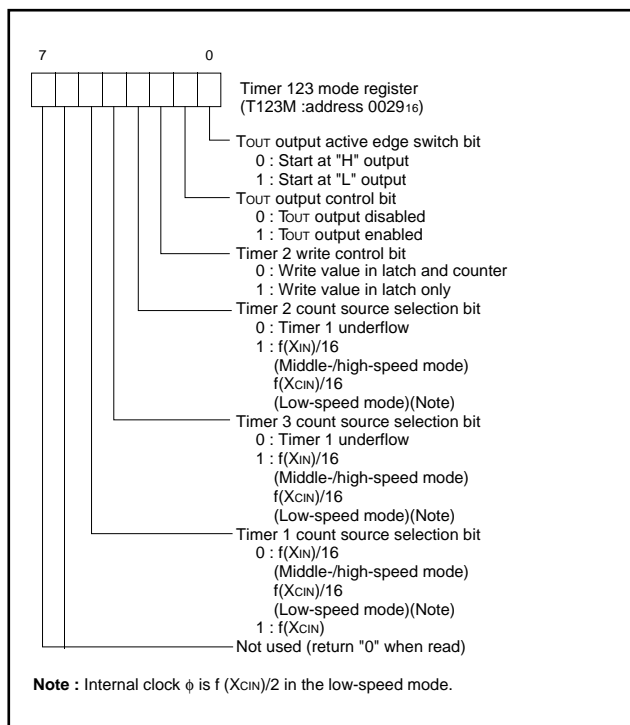 7 0
Timer 123 mode register
(T123M :address 002916)
TOUT output active edge switch bit
0 : Start at "H" output
1 : Start at "L" output
TOUT output control bit
0 : TOUT output disabled
1 : TOUT output enabled
Timer 2 write control bit
0 : Write value in latch and counter
1 : Write value in latch only
Timer 2 count source selection bit
0 : Timer 1 underflow
1 : f(XIN)/16
(Middle-/high-speed mode)
f(XCIN)/16
(Low-speed mode)(Note)
Timer 3 count source selection bit
0 : Timer 1 underflow
1 : f(XIN)/16
(Middle-/high-speed mode)
f(XCIN)/16
(Low-speed mode)(Note)
Timer 1 count source selection bit
0 : f(XIN)/16
(Middle-/high-speed mode)
f(XCIN)/16
(Low-speed mode)(Note)
1 : f(XCIN)
Not used (return "0" when read)
Note : Internal clock ϕ is f (XCIN)/2 in the low-speed mode.